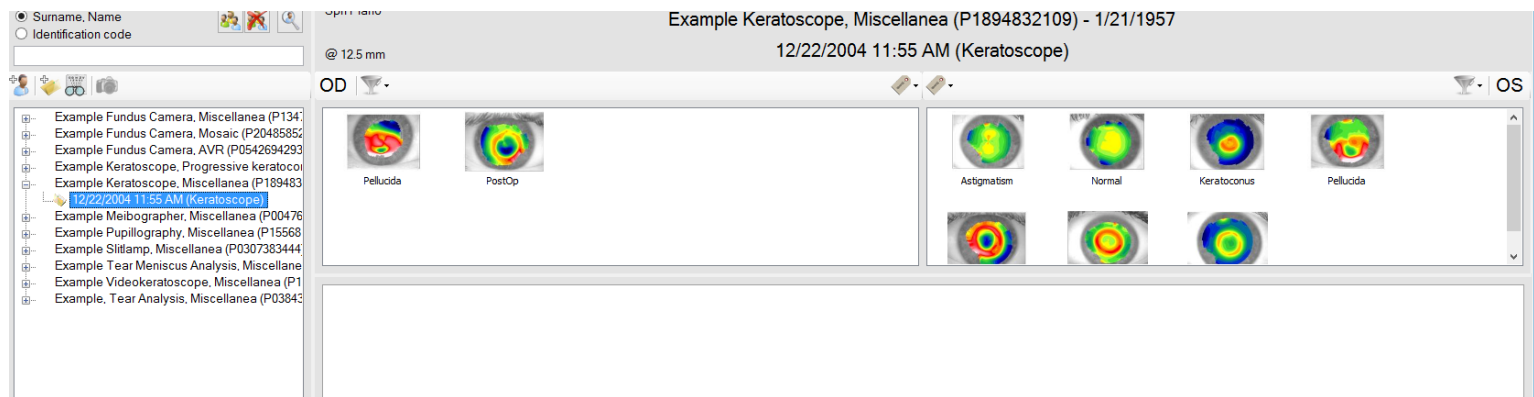 Surname, Name
Identification code
@ 12.5 mm
Example Keratoscope, Miscellanea (P1894832109) - 1/21/1957
12/22/2004 11:55 AM (Keratoscope)
OD
OS
Example Fundus Camera, Miscellanea (P1347
Example Fundus Camera, Mosaic (P20485852
Example Fundus Camera, AVR (P0542694293
Example Keratoscope, Progressive keratocon
Example Keratoscope, Miscellanea (P189483
12/22/2004 11:55 AM (Keratoscope)
Example Meibographer, Miscellanea (P00476
Example Pupillography, Miscellanea (P15568
Example Slitlamp, Miscellanea (P0307383444)
Example Tear Meniscus Analysis, Miscellane
Example Videokeratoscope, Miscellanea (P1
Example, Tear Analysis, Miscellanea (P03843
Pellucida
PostOp
Astigmatism
Normal
Keratoconus
Pellucida